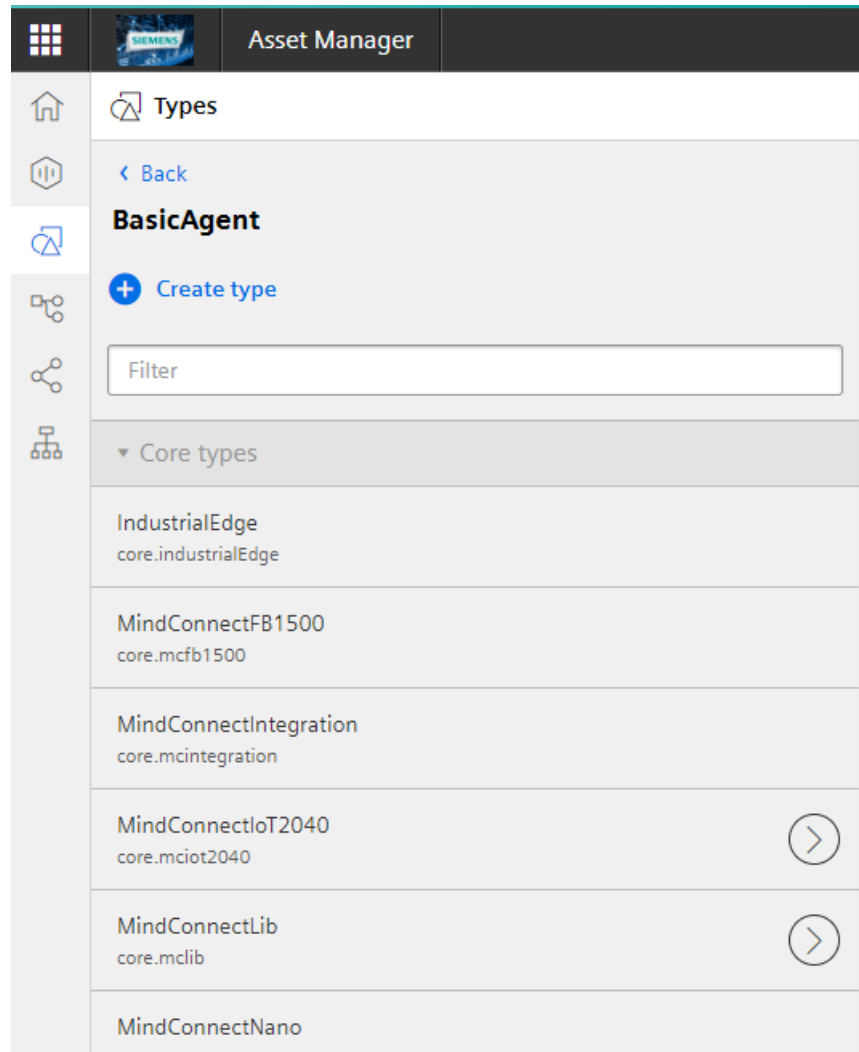 SIEMENS
Asset Manager
Types
Back
BasicAgent
Create type
Filter
Core types
IndustrialEdge
core.industrialEdge
MindConnectFB1500
core.mcfb1500
MindConnectIntegration
core.mcintegration
MindConnectIoT2040
core.mciot2040
MindConnectLib
core.mclib
MindConnectNano